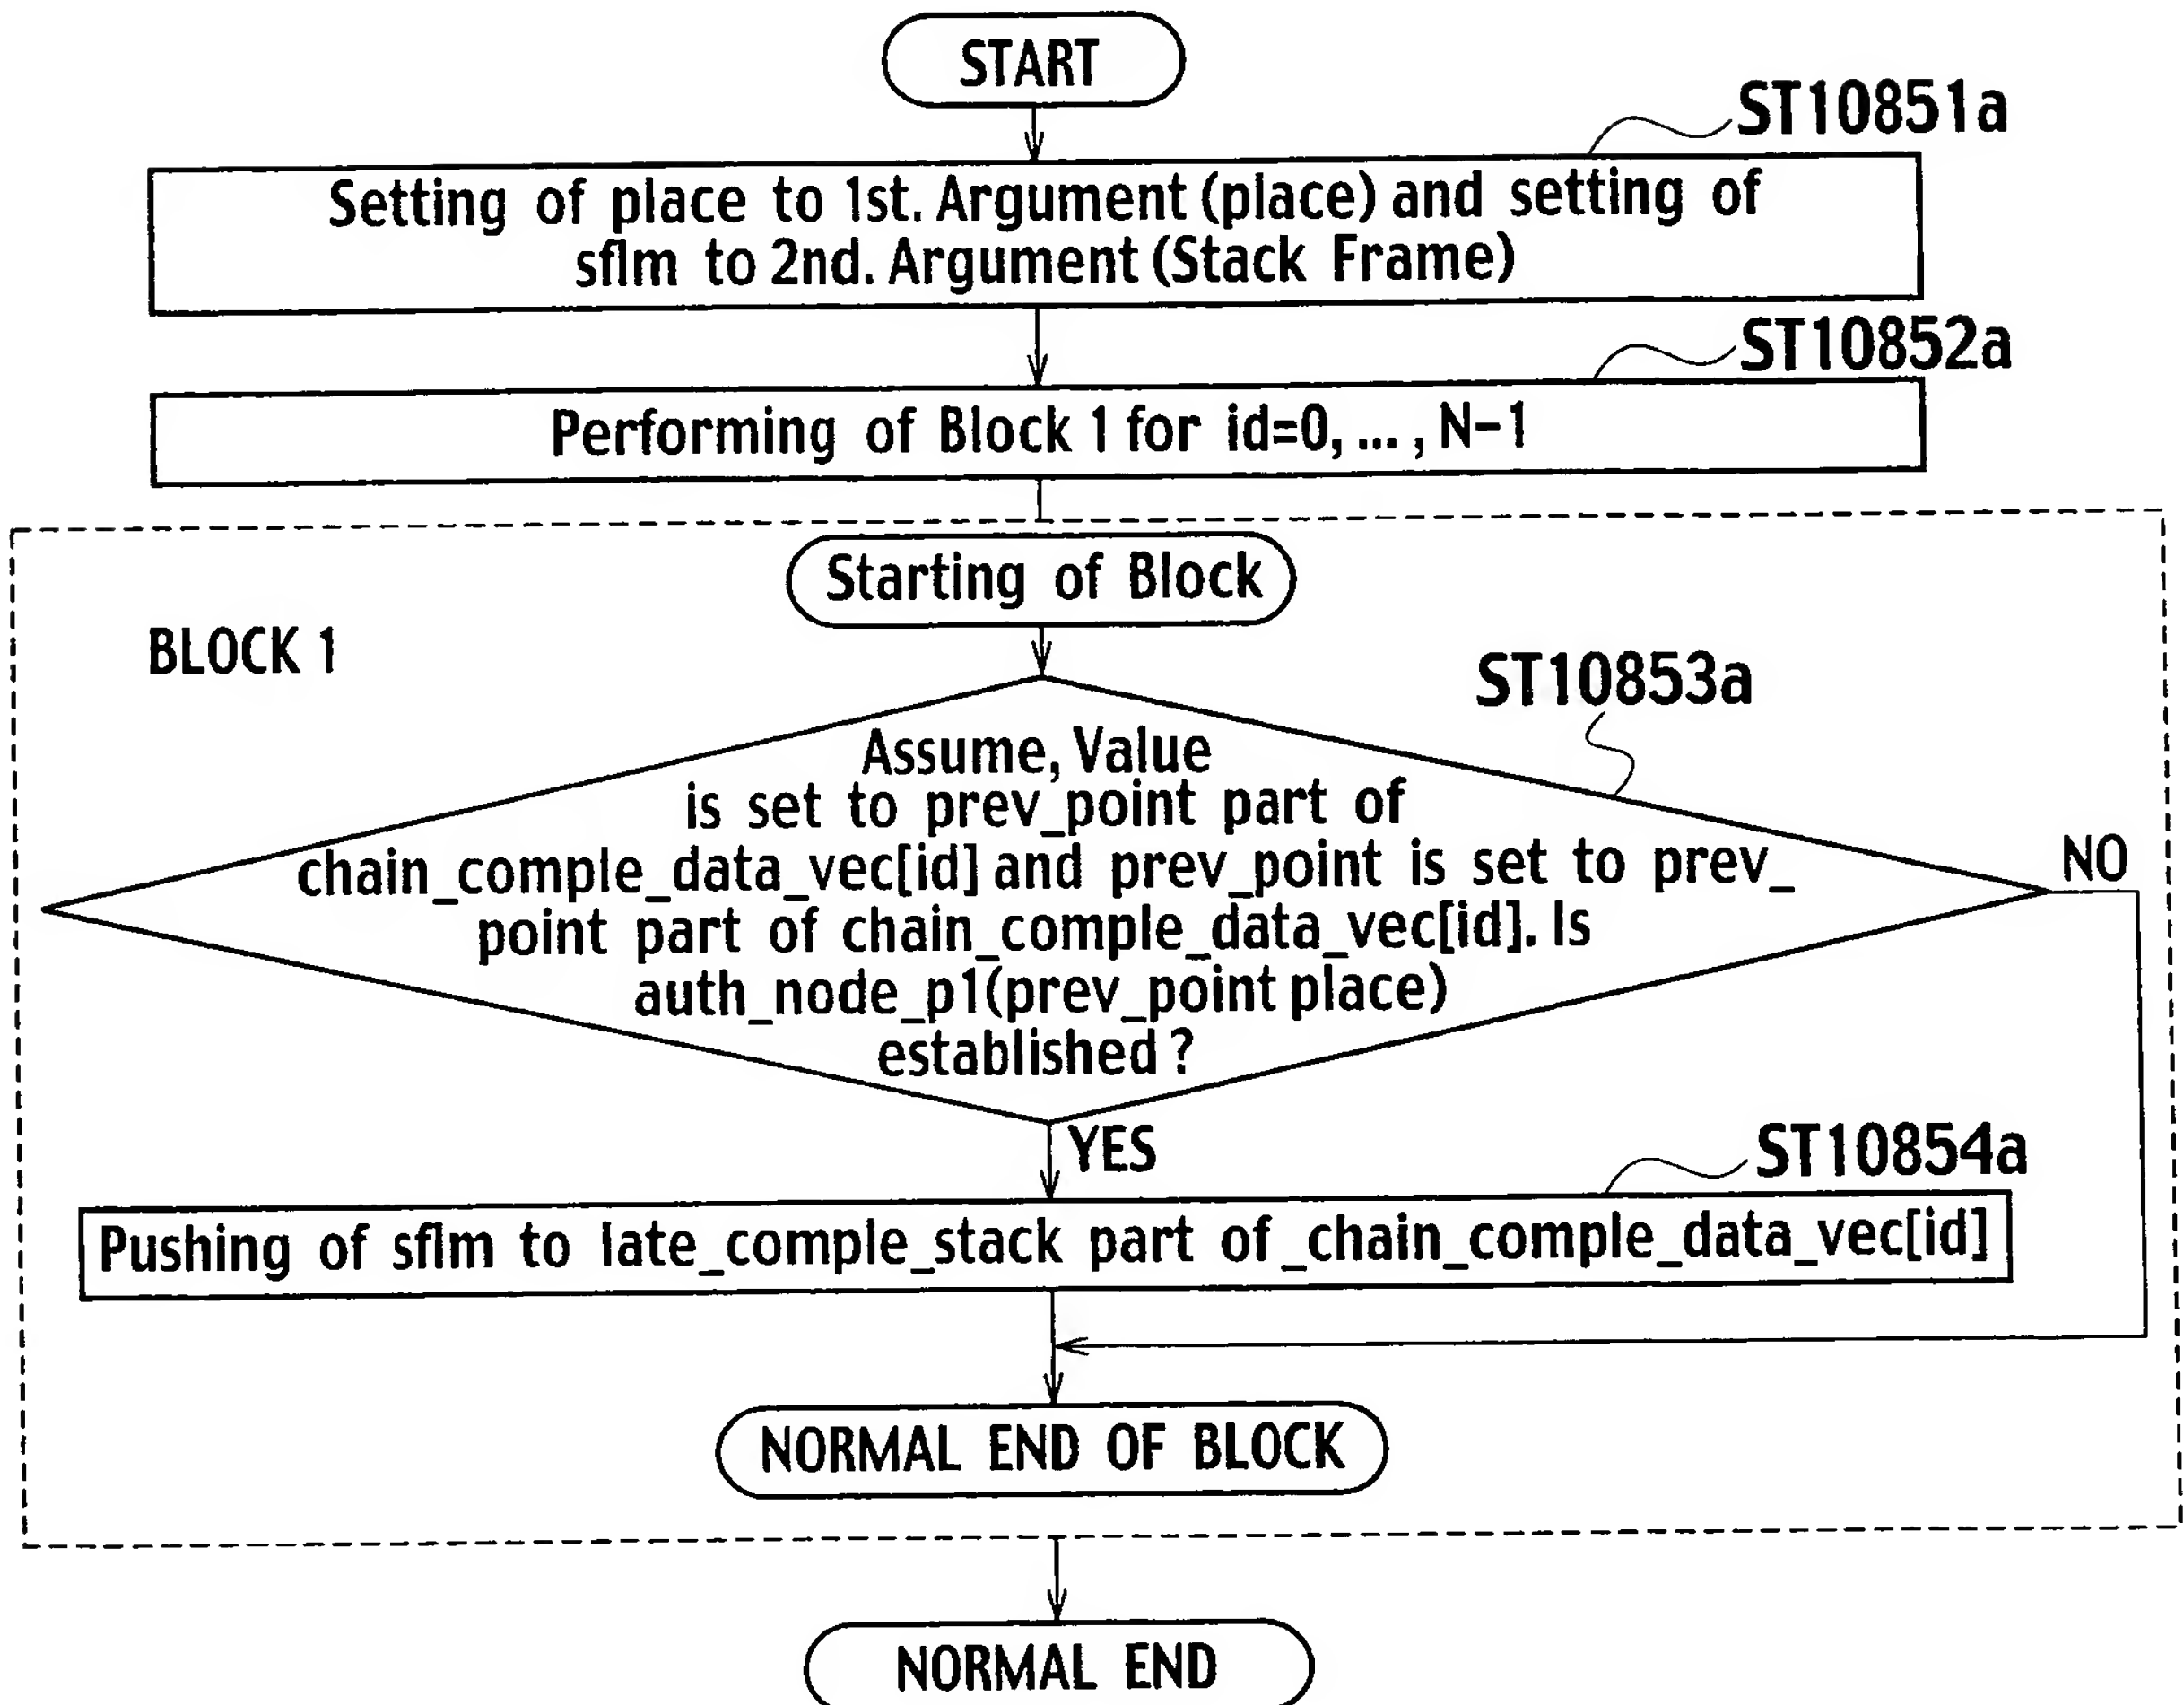 START
ST10851a
Setting of place to 1st. Argument (place) and setting of
sflm to 2nd. Argument (Stack Frame)
ST10852a
Performing of Block 1 for id=0, ... , N-1
Starting of Block
BLOCK 1
ST10853a
Assume, Value
is set to prev_point part of
chain_comple_data_vec[id] and prev_point is set to prev_
point part of chain_comple_data_vec[id]. Is
auth_node_p1(prev_point place)
established ?
NO
YES
ST10854a
Pushing of sflm to late_comple_stack part of _chain_comple_data_vec[id]
NORMAL END OF BLOCK
NORMAL END